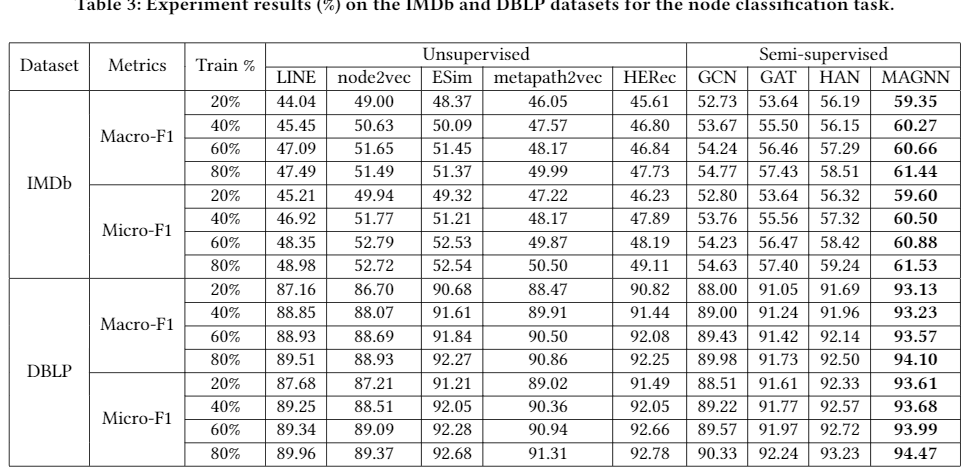 Table 3: Experiment results (%) on the IMDb and DBLP datasets for the node classification task.
Dataset Metrics Train % Unsupervised Semi-supervised
LINE node2vec ESim metapath2vec HERec GCN GAT HAN MAGNN
IMDb Macro-F1 20% 44.04 49.00 48.37 46.05 45.61 52.73 53.64 56.19 59.35
40% 45.45 50.63 50.09 47.57 46.80 53.67 55.50 56.15 60.27
60% 47.09 51.65 51.45 48.17 46.84 54.24 56.46 57.29 60.66
80% 47.49 51.49 51.37 49.99 47.73 54.77 57.43 58.51 61.44
Micro-F1 20% 45.21 49.94 49.32 47.22 46.23 52.80 53.64 56.32 59.60
40% 46.92 51.77 51.21 48.17 47.89 53.76 55.56 57.32 60.50
60% 48.35 52.79 52.53 49.87 48.19 54.23 56.47 58.42 60.88
80% 48.98 52.72 52.54 50.50 49.11 54.63 57.40 59.24 61.53
DBLP Macro-F1 20% 87.16 86.70 90.68 88.47 90.82 88.00 91.05 91.69 93.13
40% 88.85 88.07 91.61 89.91 91.44 89.00 91.24 91.96 93.23
60% 88.93 88.69 91.84 90.50 92.08 89.43 91.42 92.14 93.57
80% 89.51 88.93 92.27 90.86 92.25 89.98 91.73 92.50 94.10
Micro-F1 20% 87.68 87.21 91.21 89.02 91.49 88.51 91.61 92.33 93.61
40% 89.25 88.51 92.05 90.36 92.05 89.22 91.77 92.57 93.68
60% 89.34 89.09 92.28 90.94 92.66 89.57 91.97 92.72 93.99
80% 89.96 89.37 92.68 91.31 92.78 90.33 92.24 93.23 94.47